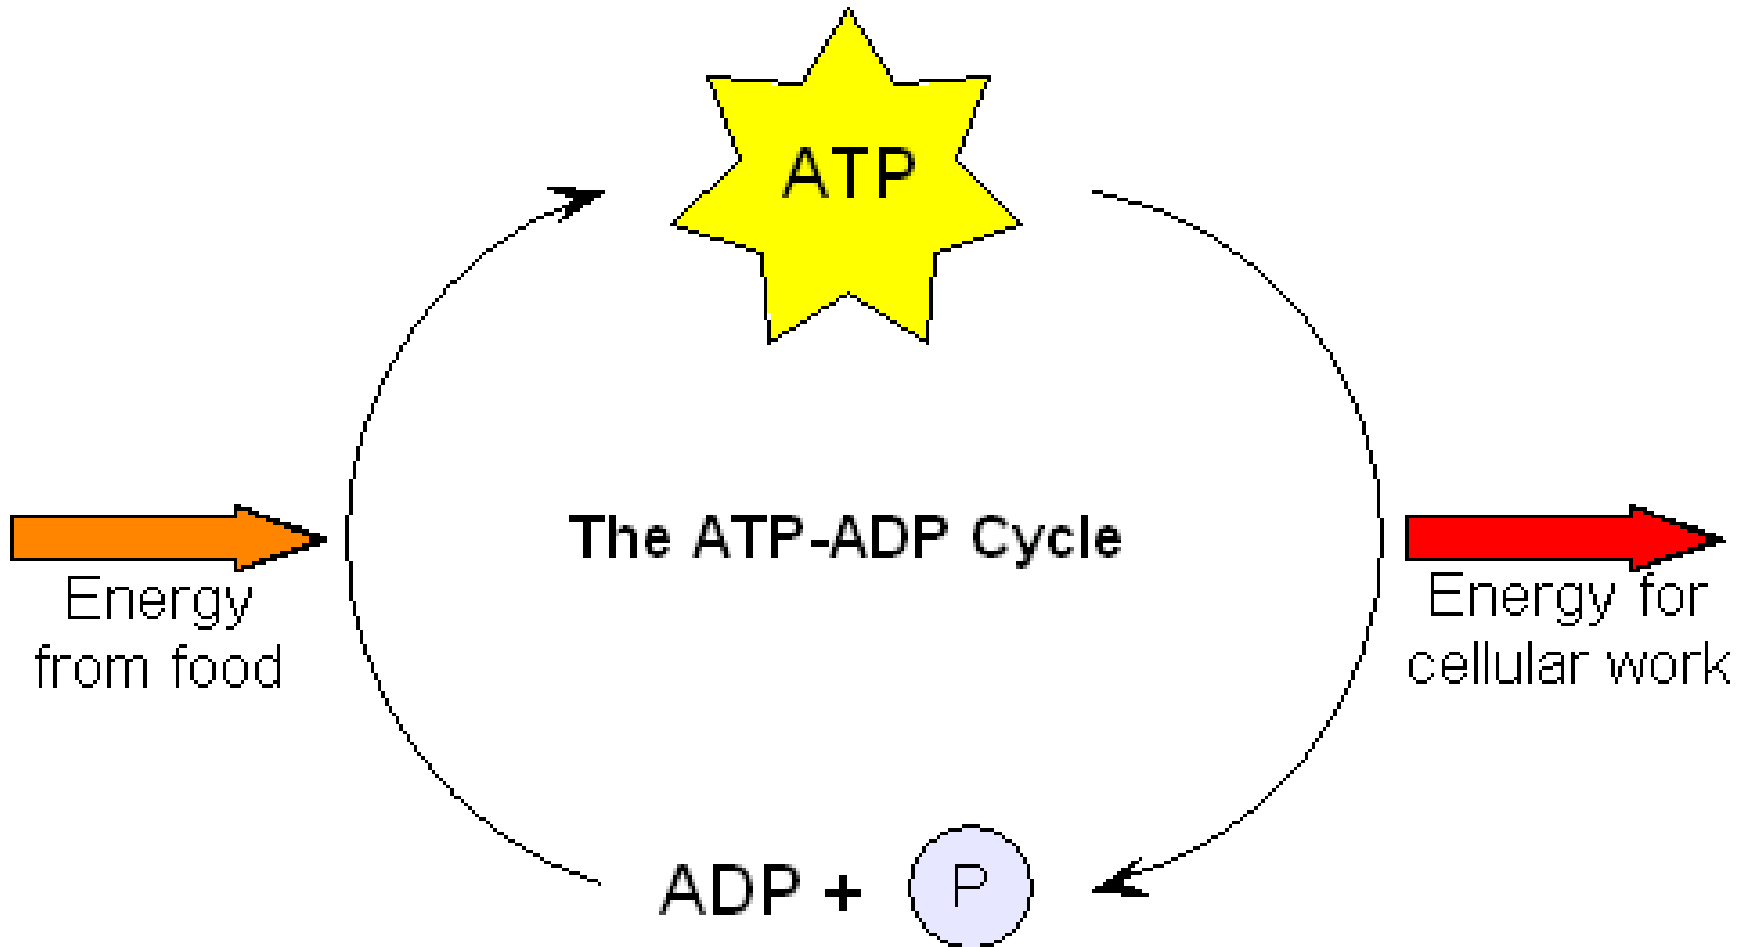 ATP
The ATP-ADP Cycle
Energy
from food
Energy for
cellular work
ADP + P